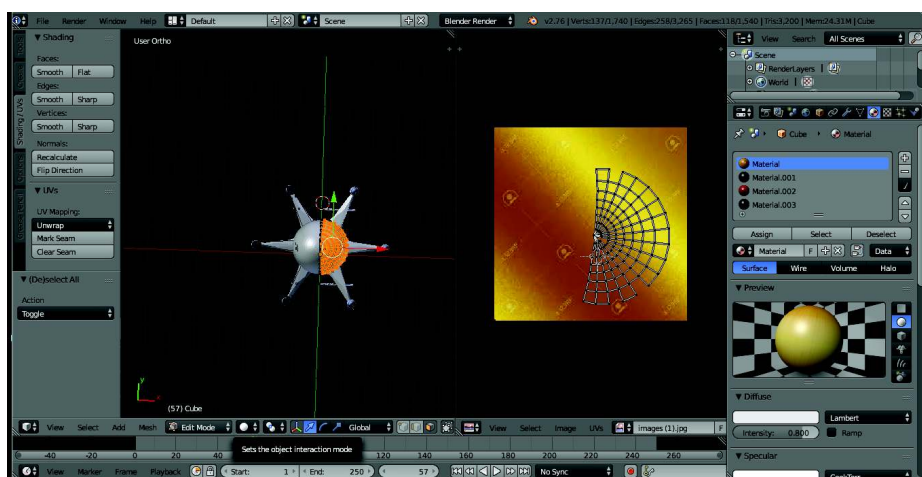 File Render Window Help Default Scene Blender Render v2.76 | Verts:137/1,740 | Edges:258/3,265 | Faces:118/1,540 | Tris:3,200 | Mem:24.31M | Cube
Shading
Faces:
Smooth Flat
Edges:
Smooth Sharp
Vertices:
Smooth Sharp
Normals:
Recalculate
Flip Direction
UVs
UV Mapping:
Unwrap
Mark Seam
Clear Seam
(De)select All
Action
Toggle
Tools
Shading / UVs
Options
Grease Pencil
User Ortho
y
x
(57) Cube
View Select Add Mesh Edit Mode Global
View Select Image UVs images (1).jpg F
Sets the object interaction mode
-40 -20 0 120 140 160 180 200 220 240 260
View Marker Frame Playback Start: 1 End: 250 57 No Sync
View Search All Scenes
Scene
RenderLayers
World
Cube Material
Material
Material.001
Material.002
Material.003
Assign Select Deselect
Material F Data
Surface Wire Volume Halo
Preview
Diffuse
Lambert
Intensity: 0.800 Ramp
Specular
CookTorr